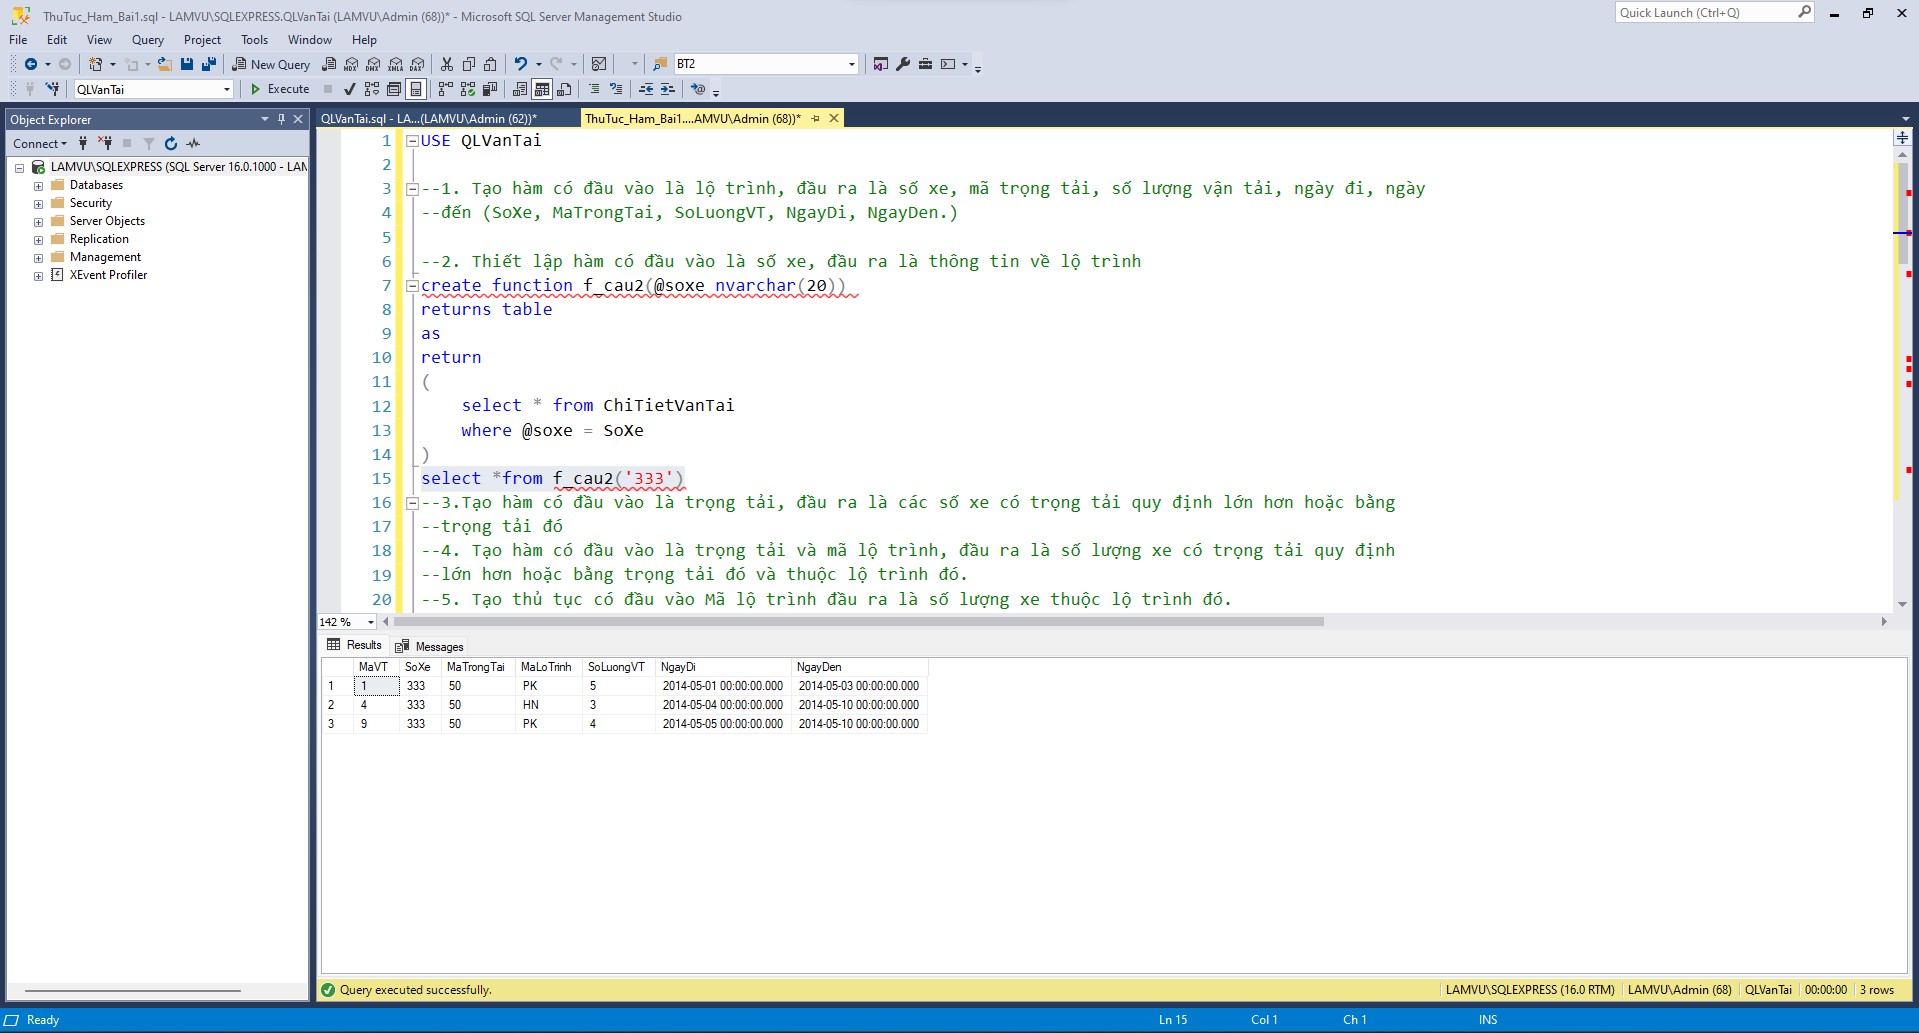 ThuTuc_Ham_Bai1.sql - LAMVU\SQLEXPRESS.QLVanTai (LAMVU\Admin (68))* - Microsoft SQL Server Management Studio
Quick Launch (Ctrl+Q)
File Edit View Query Project Tools Window Help
New Query MDX DMX XMLA DAX BT2
QLVanTai Execute
Object Explorer
Connect
LAMVU\SQLEXPRESS (SQL Server 16.0.1000 - LAM
Databases
Security
Server Objects
Replication
Management
XEvent Profiler
QLVanTai.sql - LA...(LAMVU\Admin (62))* ThuTuc_Ham_Bai1....AMVU\Admin (68))*
1 USE QLVanTai
2
3 --1. Tạo hàm có đầu vào là lộ trình, đầu ra là số xe, mã trọng tải, số lượng vận tải, ngày đi, ngày
4 --đến (SoXe, MaTrongTai, SoLuongVT, NgayDi, NgayDen.)
5
6 --2. Thiết lập hàm có đầu vào là số xe, đầu ra là thông tin về lộ trình
7 create function f_cau2(@soxe nvarchar(20))
8 returns table
9 as
10 return
11 (
12 select * from ChiTietVanTai
13 where @soxe = SoXe
14 )
15 select *from f_cau2('333')
16 --3.Tạo hàm có đầu vào là trọng tải, đầu ra là các số xe có trọng tải quy định lớn hơn hoặc bằng
17 --trọng tải đó
18 --4. Tạo hàm có đầu vào là trọng tải và mã lộ trình, đầu ra là số lượng xe có trọng tải quy định
19 --lớn hơn hoặc bằng trọng tải đó và thuộc lộ trình đó.
20 --5. Tạo thủ tục có đầu vào Mã lộ trình đầu ra là số lượng xe thuộc lộ trình đó.
142 %
Results Messages
MaVT SoXe MaTrongTai MaLoTrinh SoLuongVT NgayDi NgayDen
1 1 333 50 PK 5 2014-05-01 00:00:00.000 2014-05-03 00:00:00.000
2 4 333 50 HN 3 2014-05-04 00:00:00.000 2014-05-10 00:00:00.000
3 9 333 50 PK 4 2014-05-05 00:00:00.000 2014-05-10 00:00:00.000
Query executed successfully. LAMVU\SQLEXPRESS (16.0 RTM) LAMVU\Admin (68) QLVanTai 00:00:00 3 rows
Ready Ln 15 Col 1 Ch 1 INS